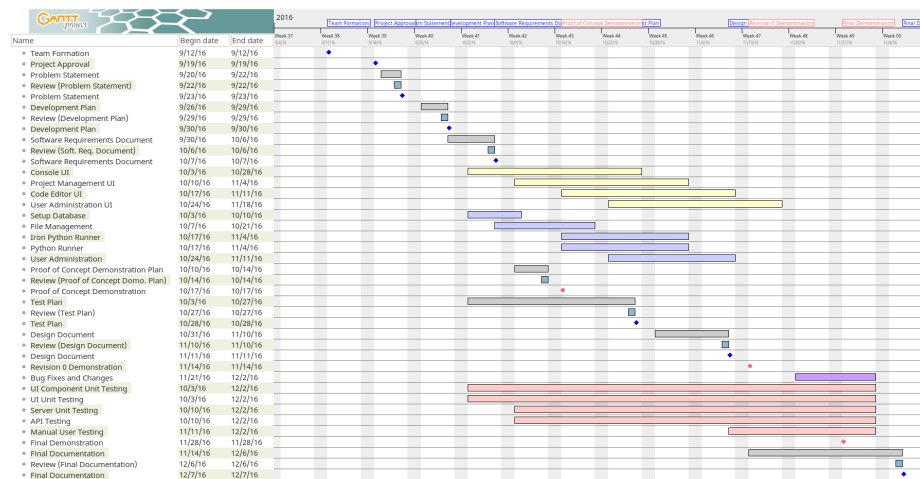 GANTT
project
2016
Team Formation Project Approval Problem Statement Development Plan Software Requirements Do Proof of Concept Demonstration st Plan Design Revision 0 Demonstration Final Demonstration Final D
Name Begin date End date Week 37 Week 38 Week 39 Week 40 Week 41 Week 42 Week 43 Week 44 Week 45 Week 46 Week 47 Week 48 Week 49 Week 50
Team Formation 9/12/16 9/12/16
Project Approval 9/19/16 9/19/16
Problem Statement 9/20/16 9/22/16
Review (Problem Statement) 9/22/16 9/22/16
Problem Statement 9/23/16 9/23/16
Development Plan 9/26/16 9/29/16
Review (Development Plan) 9/29/16 9/29/16
Development Plan 9/30/16 9/30/16
Software Requirements Document 9/30/16 10/6/16
Review (Soft. Req. Document) 10/6/16 10/6/16
Software Requirements Document 10/7/16 10/7/16
Console UI 10/3/16 10/28/16
Project Management UI 10/10/16 11/4/16
Code Editor UI 10/17/16 11/11/16
User Administration UI 10/24/16 11/18/16
Setup Database 10/3/16 10/10/16
File Management 10/7/16 10/21/16
Iron Python Runner 10/17/16 11/4/16
Python Runner 10/17/16 11/4/16
User Administration 10/24/16 11/11/16
Proof of Concept Demonstration Plan 10/10/16 10/14/16
Review (Proof of Concept Domo. Plan) 10/14/16 10/14/16
Proof of Concept Demonstration 10/17/16 10/17/16
Test Plan 10/3/16 10/27/16
Review (Test Plan) 10/27/16 10/27/16
Test Plan 10/28/16 10/28/16
Design Document 10/31/16 11/10/16
Review (Design Document) 11/10/16 11/10/16
Design Document 11/11/16 11/11/16
Revision 0 Demonstration 11/14/16 11/14/16
Bug Fixes and Changes 11/21/16 12/2/16
UI Component Unit Testing 10/3/16 12/2/16
UI Unit Testing 10/3/16 12/2/16
Server Unit Testing 10/10/16 12/2/16
API Testing 10/10/16 12/2/16
Manual User Testing 11/11/16 12/2/16
Final Demonstration 11/28/16 11/28/16
Final Documentation 11/14/16 12/6/16
Review (Final Documentation) 12/6/16 12/6/16
Final Documentation 12/7/16 12/7/16